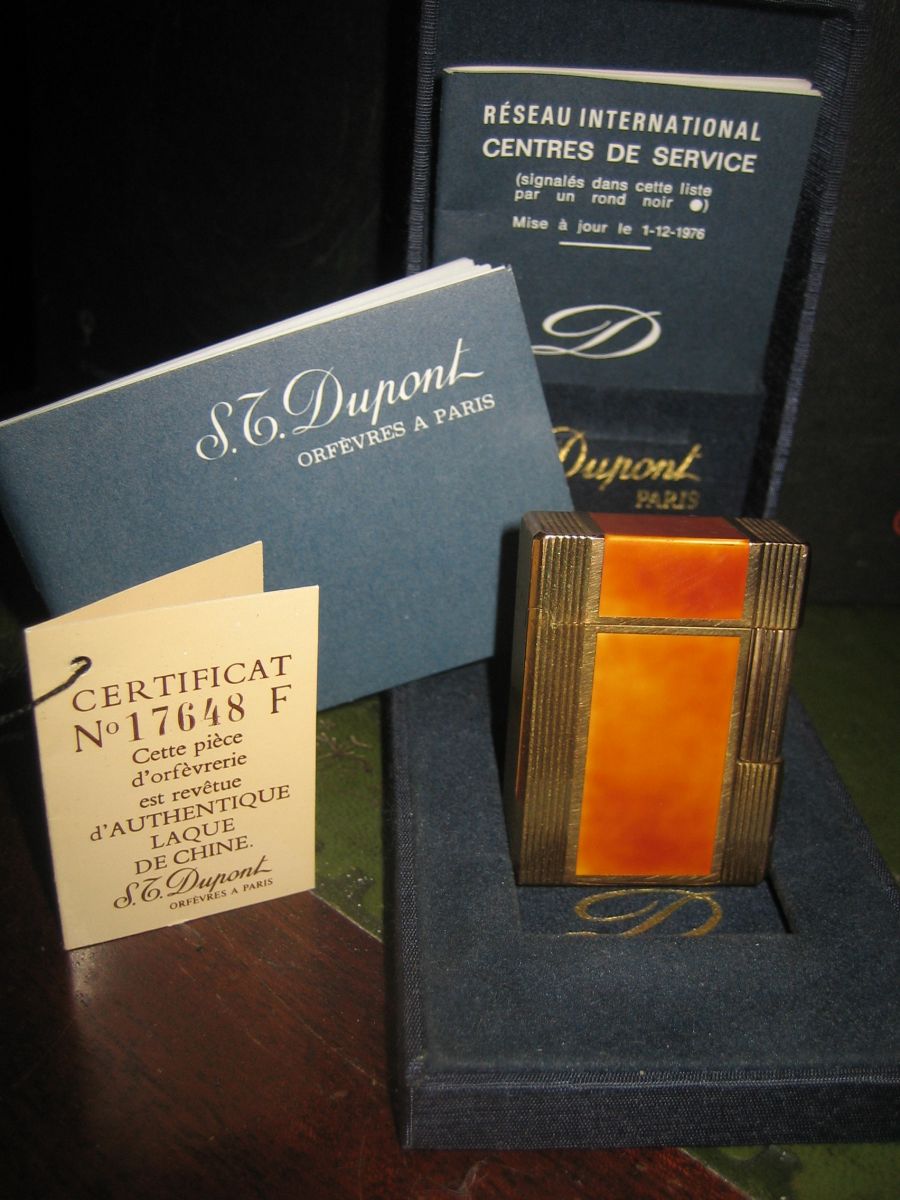 RÉSEAU INTERNATIONAL
CENTRES DE SERVICE
(signalés dans cette liste
par un rond noir ●)
Mise à jour le 1-12-1976
D
S.T. Dupont
ORFÈVRES A PARIS
Dupont
PARIS
CERTIFICAT
Nº 17648 F
Cette pièce
d'orfèvrerie
est revêtue
d'AUTHENTIQUE
LAQUE
DE CHINE.
S.T. Dupont
ORFÈVRES A PARIS
D